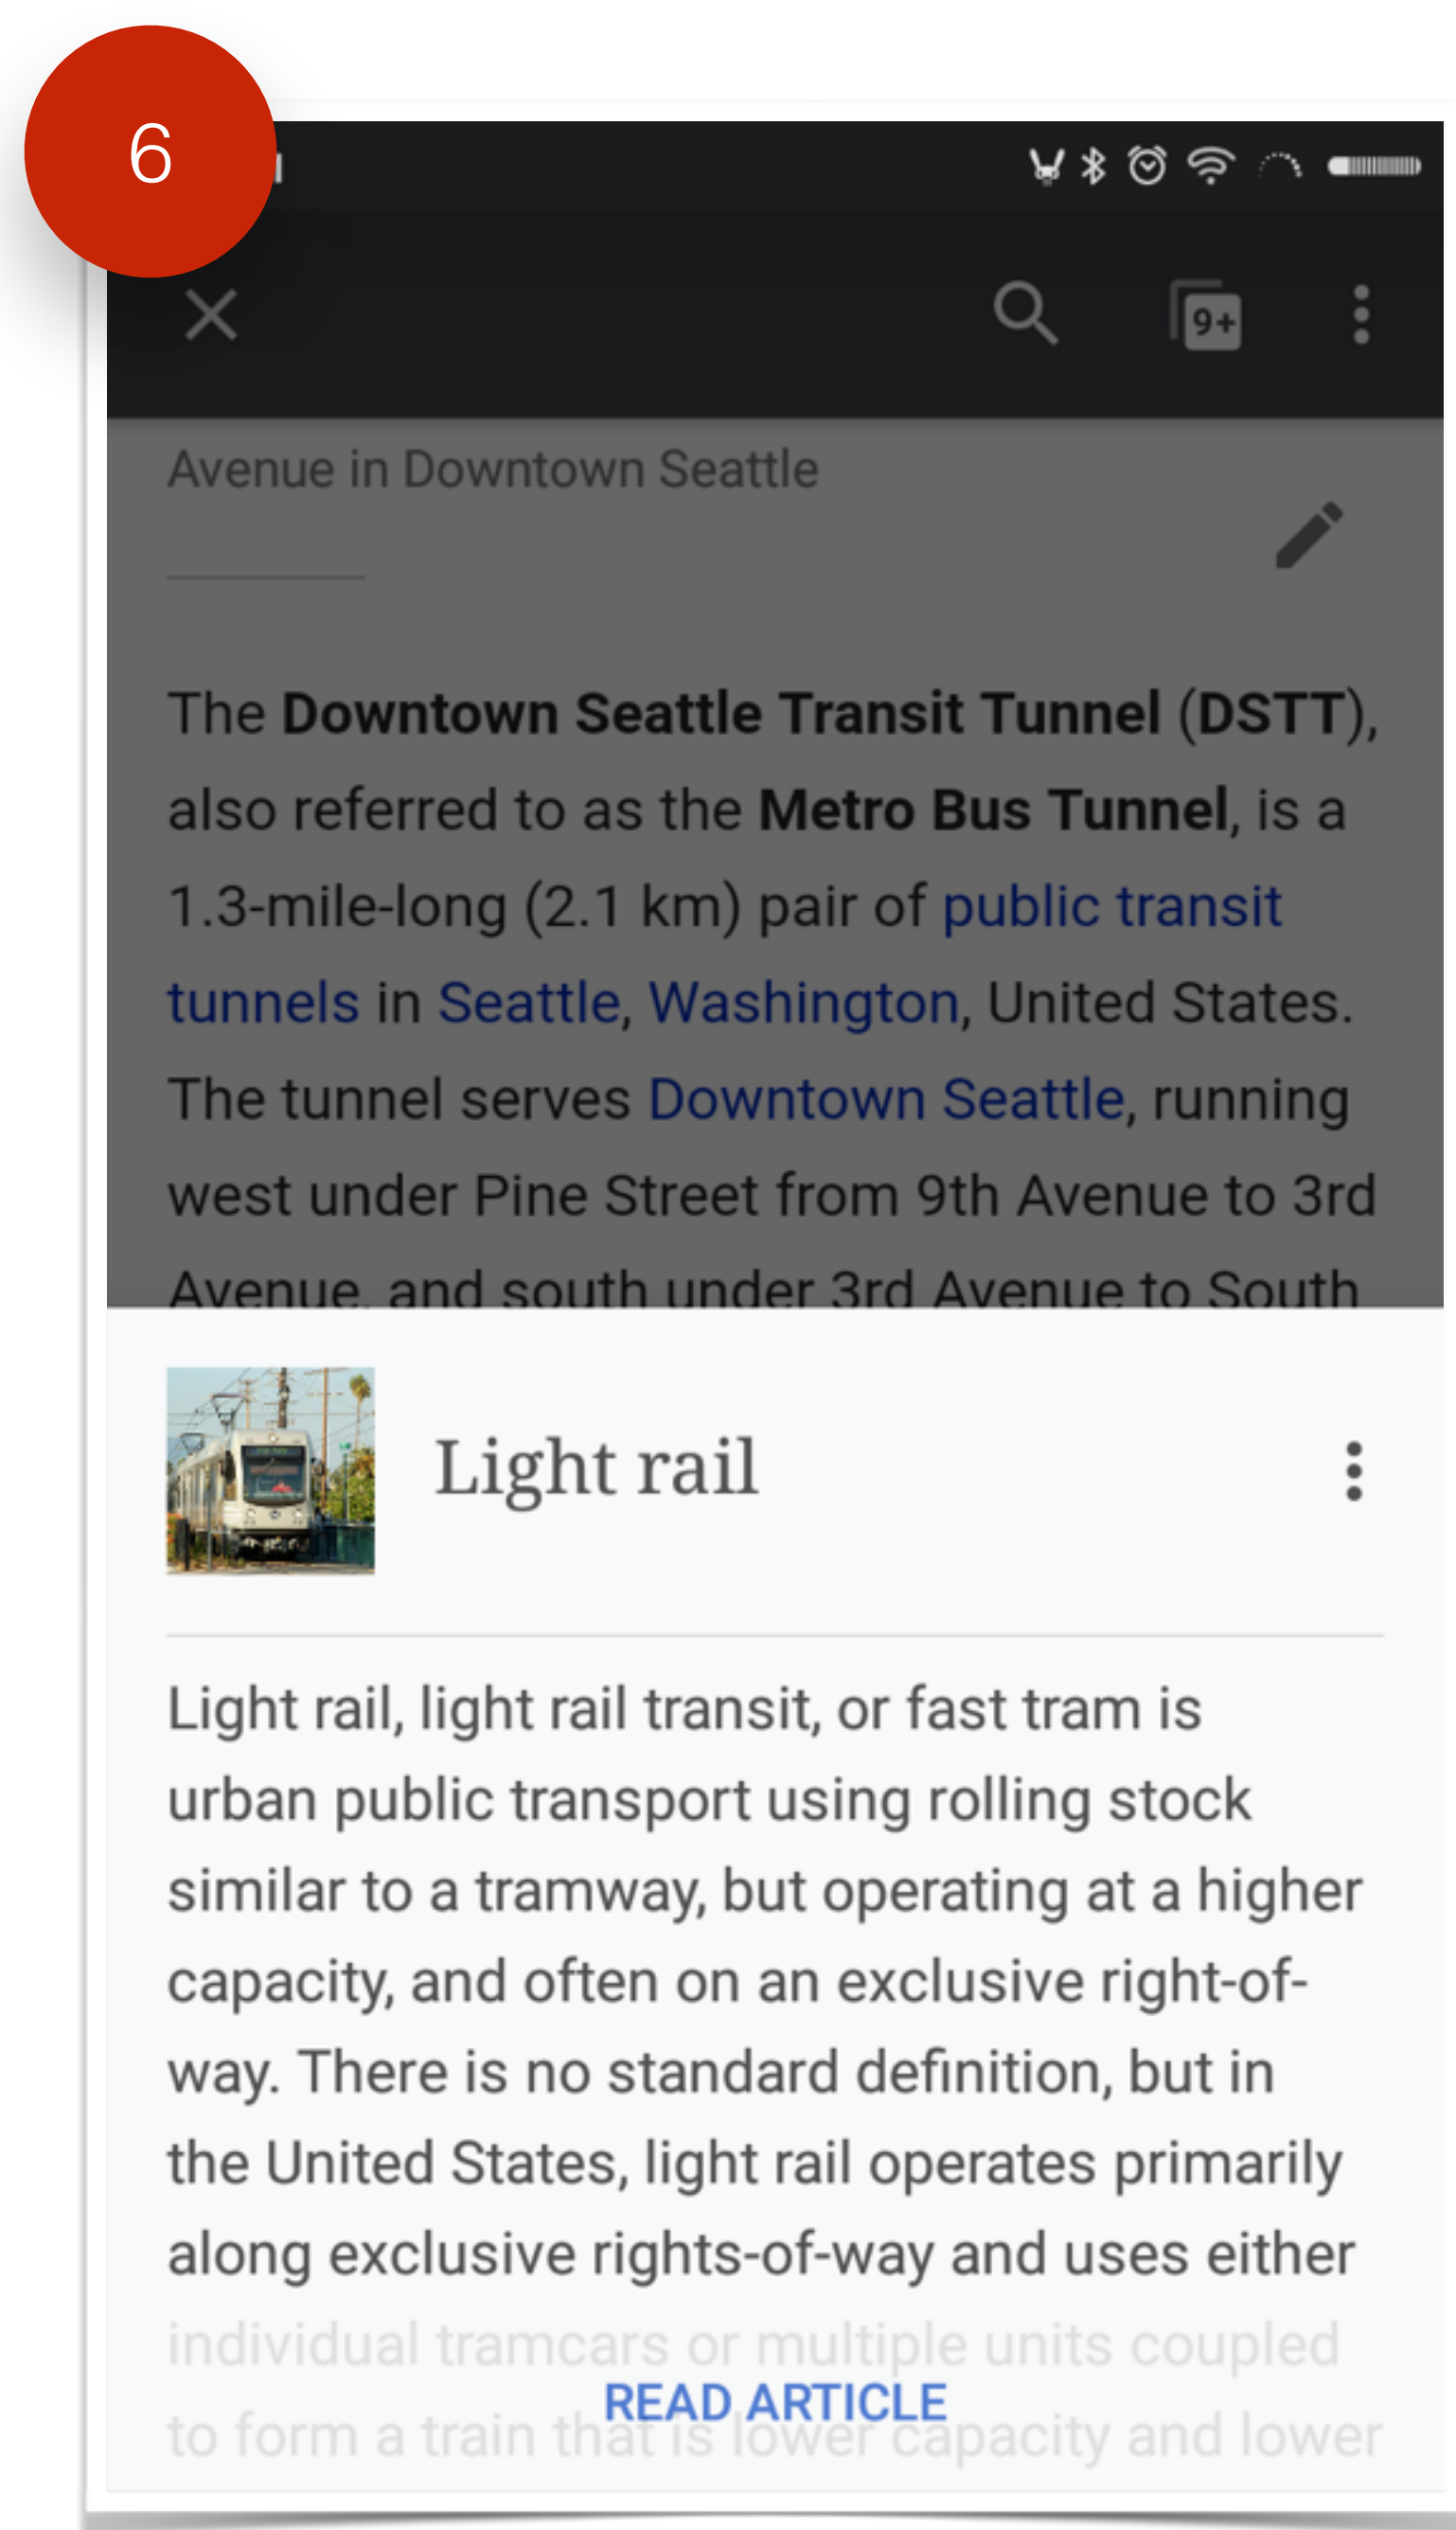 6
9+
Avenue in Downtown Seattle
The Downtown Seattle Transit Tunnel (DSTT),
also referred to as the Metro Bus Tunnel, is a
1.3-mile-long (2.1 km) pair of public transit
tunnels in Seattle, Washington, United States.
The tunnel serves Downtown Seattle, running
west under Pine Street from 9th Avenue to 3rd
Avenue, and south under 3rd Avenue to South
Light rail
Light rail, light rail transit, or fast tram is
urban public transport using rolling stock
similar to a tramway, but operating at a higher
capacity, and often on an exclusive right-of-
way. There is no standard definition, but in
the United States, light rail operates primarily
along exclusive rights-of-way and uses either
individual tramcars or multiple units coupled
READ ARTICLE
to form a train that is lower capacity and lower